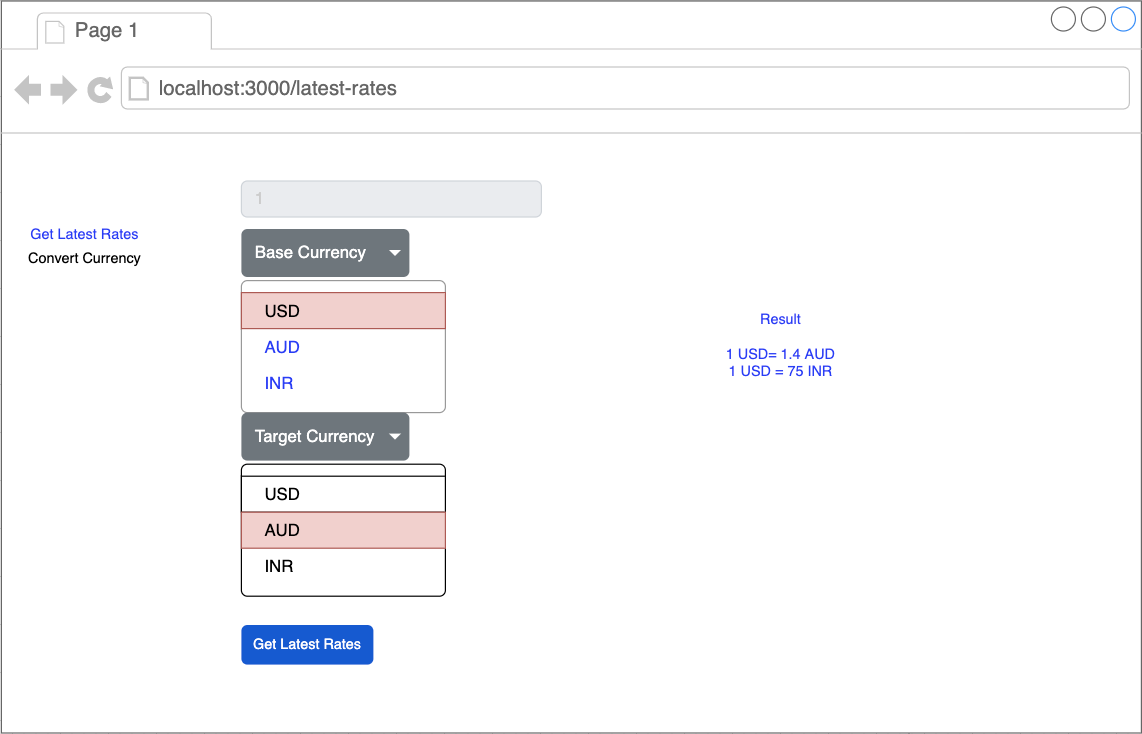 Page 1
localhost:3000/latest-rates
1
Get Latest Rates
Convert Currency
Base Currency
USD
AUD
INR
Target Currency
USD
AUD
INR
Get Latest Rates
Result
1 USD= 1.4 AUD
1 USD = 75 INR